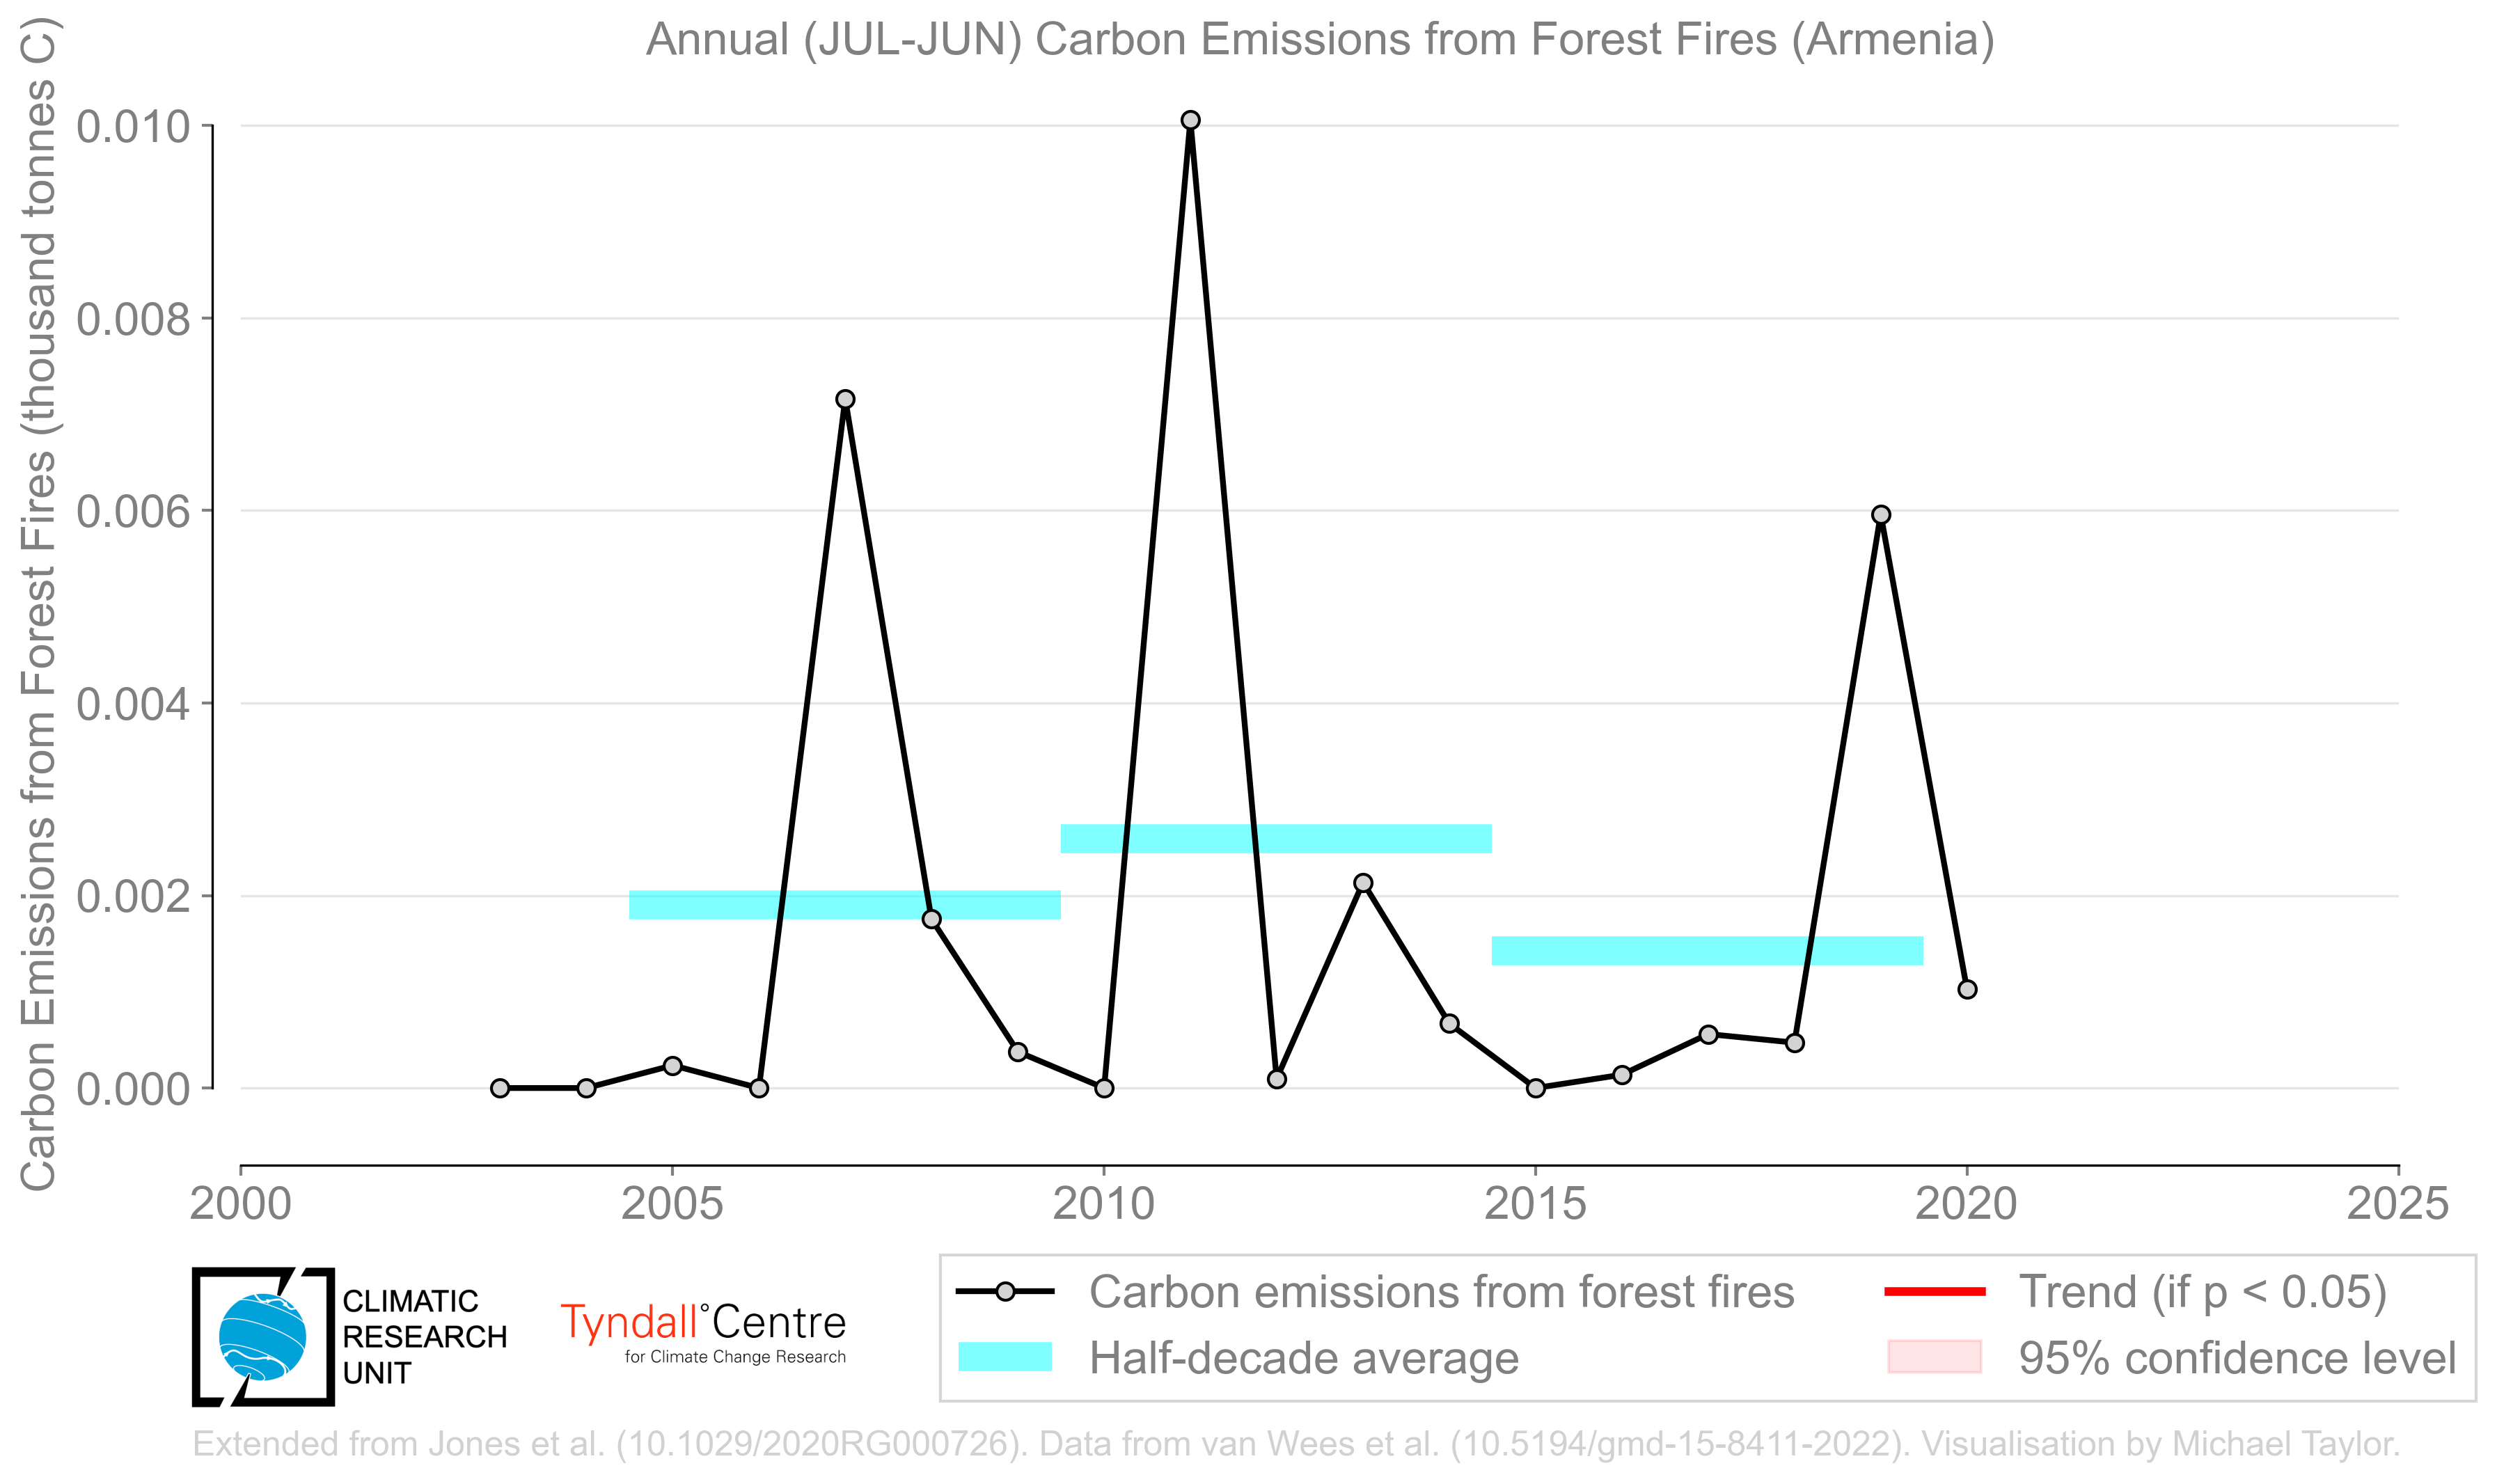 Annual (JUL-JUN) Carbon Emissions from Forest Fires (Armenia)
Carbon Emissions from Forest Fires (thousand tonnes C)
0.010
0.008
0.006
0.004
0.002
0.000
2000
2005
2010
2015
2020
2025
CLIMATIC
RESEARCH
UNIT
Tyndall°Centre
for Climate Change Research
Carbon emissions from forest fires
Half-decade average
Trend (if p < 0.05)
95% confidence level
Extended from Jones et al. (10.1029/2020RG000726). Data from van Wees et al. (10.5194/gmd-15-8411-2022). Visualisation by Michael Taylor.